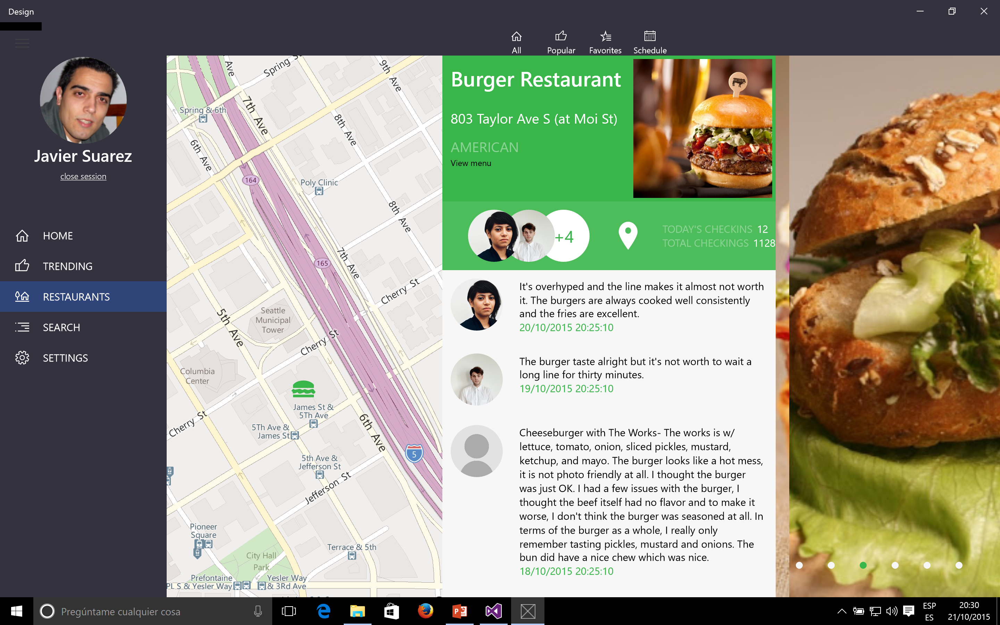 Design
All
Popular
Favorites
Schedule
Javier Suarez
close session
HOME
TRENDING
RESTAURANTS
SEARCH
SETTINGS
Ave
Spring St
9th Ave
Spring & 6th
7th Ave
8th Ave
6th Ave
164
Poly Clinic
8th Ave
165
7th Ave
Cherry St
Seattle
Municipal
Tower
5th Ave
Cherry St
Columbia
Center
James St &
5Th Ave
Cherry St
5Th Ave &
James St
6th Ave
5
5th Ave &
Jefferson St
Jefferson St
Pioneer
Square
Terrace & 5th
City Hall
Park
Prefontaine
PL S & Yesler Way
Yesler Way
& 3Rd Ave
Burger Restaurant
803 Taylor Ave S (at Moi St)
AMERICAN
View menu
+4
TODAY'S CHECKINS 12
TOTAL CHECKINGS 1128
It's overhyped and the line makes it almost not worth
it. The burgers are always cooked well consistently
and the fries are excellent.
20/10/2015 20:25:10
The burger taste alright but it's not worth to wait a
long line for thirty minutes.
19/10/2015 20:25:10
Cheeseburger with The Works- The works is w/
lettuce, tomato, onion, sliced pickles, mustard,
ketchup, and mayo. The burger looks like a hot mess,
it is not photo friendly at all. I thought the burger
was just OK. I had a few issues with the burger, I
thought the beef itself had no flavor and to make it
worse, I don't think the burger was seasoned at all. In
terms of the burger as a whole, I really only
remember tasting pickles, mustard and onions. The
bun did have a nice chew which was nice.
18/10/2015 20:25:10
Pregúntame cualquier cosa
ESP
ES
20:30
21/10/2015